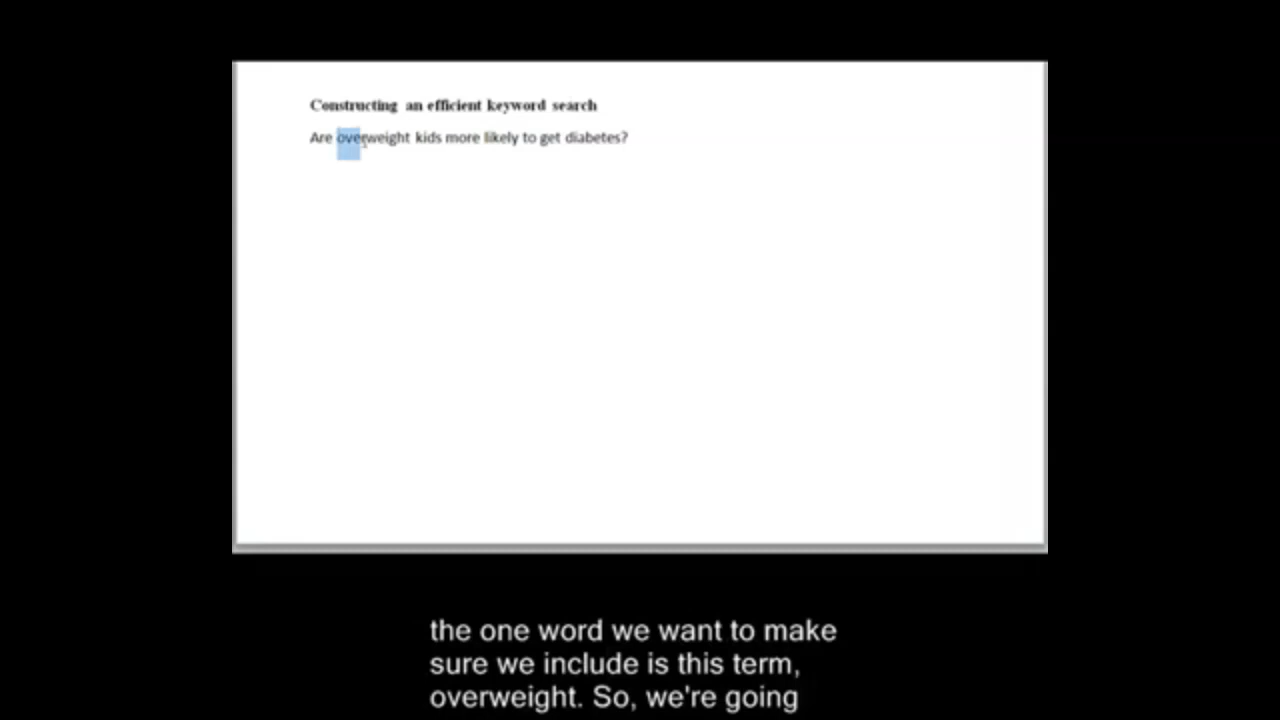 Constructing an efficient keyword search
Are overweight kids more likely to get diabetes?
the one word we want to make
sure we include is this term,
overweight. So, we're going